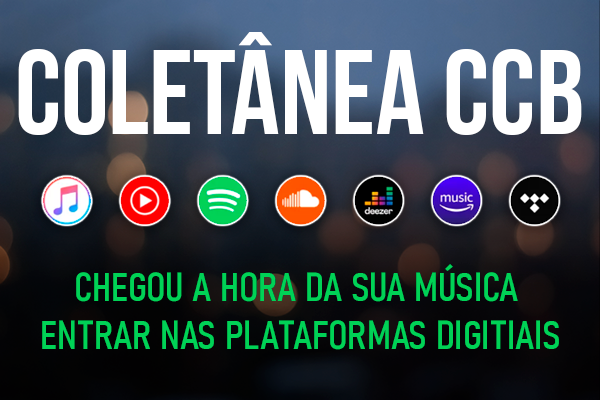 COLETÂNEA CCB
deezer music
CHEGOU A HORA DA SUA MÚSICA
ENTRAR NAS PLATAFORMAS DIGITIAIS